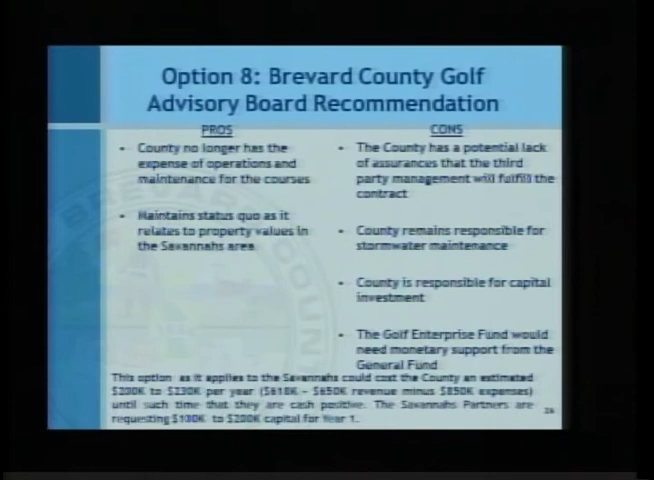 Option 8: Brevard County Golf
Advisory Board Recommendation
PROS
• County no longer has the
expense of operations and
maintenance for the courses
• Maintains status quo as it
relates to property values in
the Savannahs area
CONS
• The County has a potential lack
of assurances that the third
party management will fulfill the
contract
• County remains responsible for
stormwater maintenance
• County is responsible for capital
investment
• The Golf Enterprise Fund would
need monetary support from the
General Fund
This option as it applies to the Savannahs could cost the County an estimated
$200K to $230K per year ($610K - $650K revenue minus $850K expenses)
until such time that they are cash positive. The Savannahs Partners are
requesting $100K to $200K capital for Year 1.
BREVARD COUNT